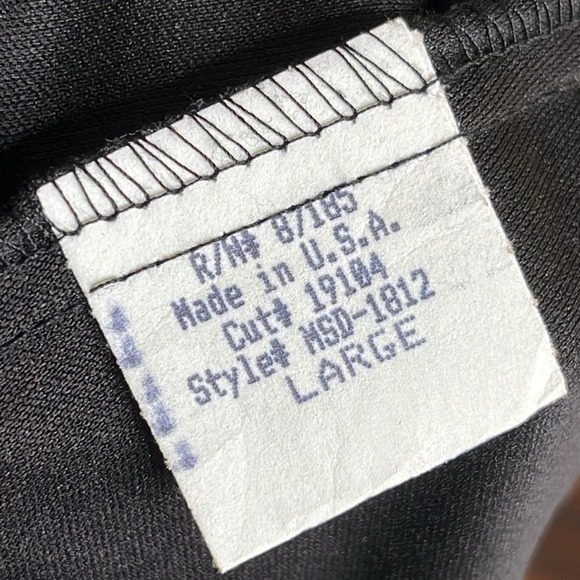 R/N# 87185
Made in U.S.A.
Cut# 19104
Style# MSD-1812
LARGE